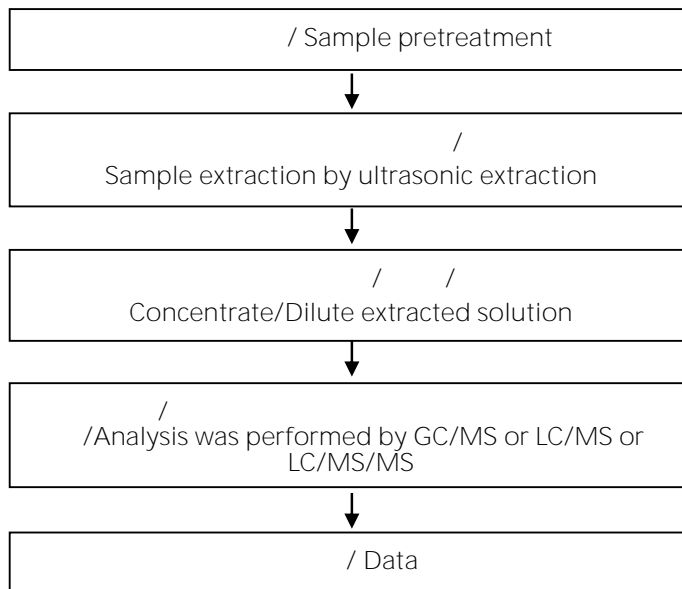 / Sample pretreatment
/
Sample extraction by ultrasonic extraction
/ /
Concentrate/Dilute extracted solution
/
/Analysis was performed by GC/MS or LC/MS or
LC/MS/MS
/ Data